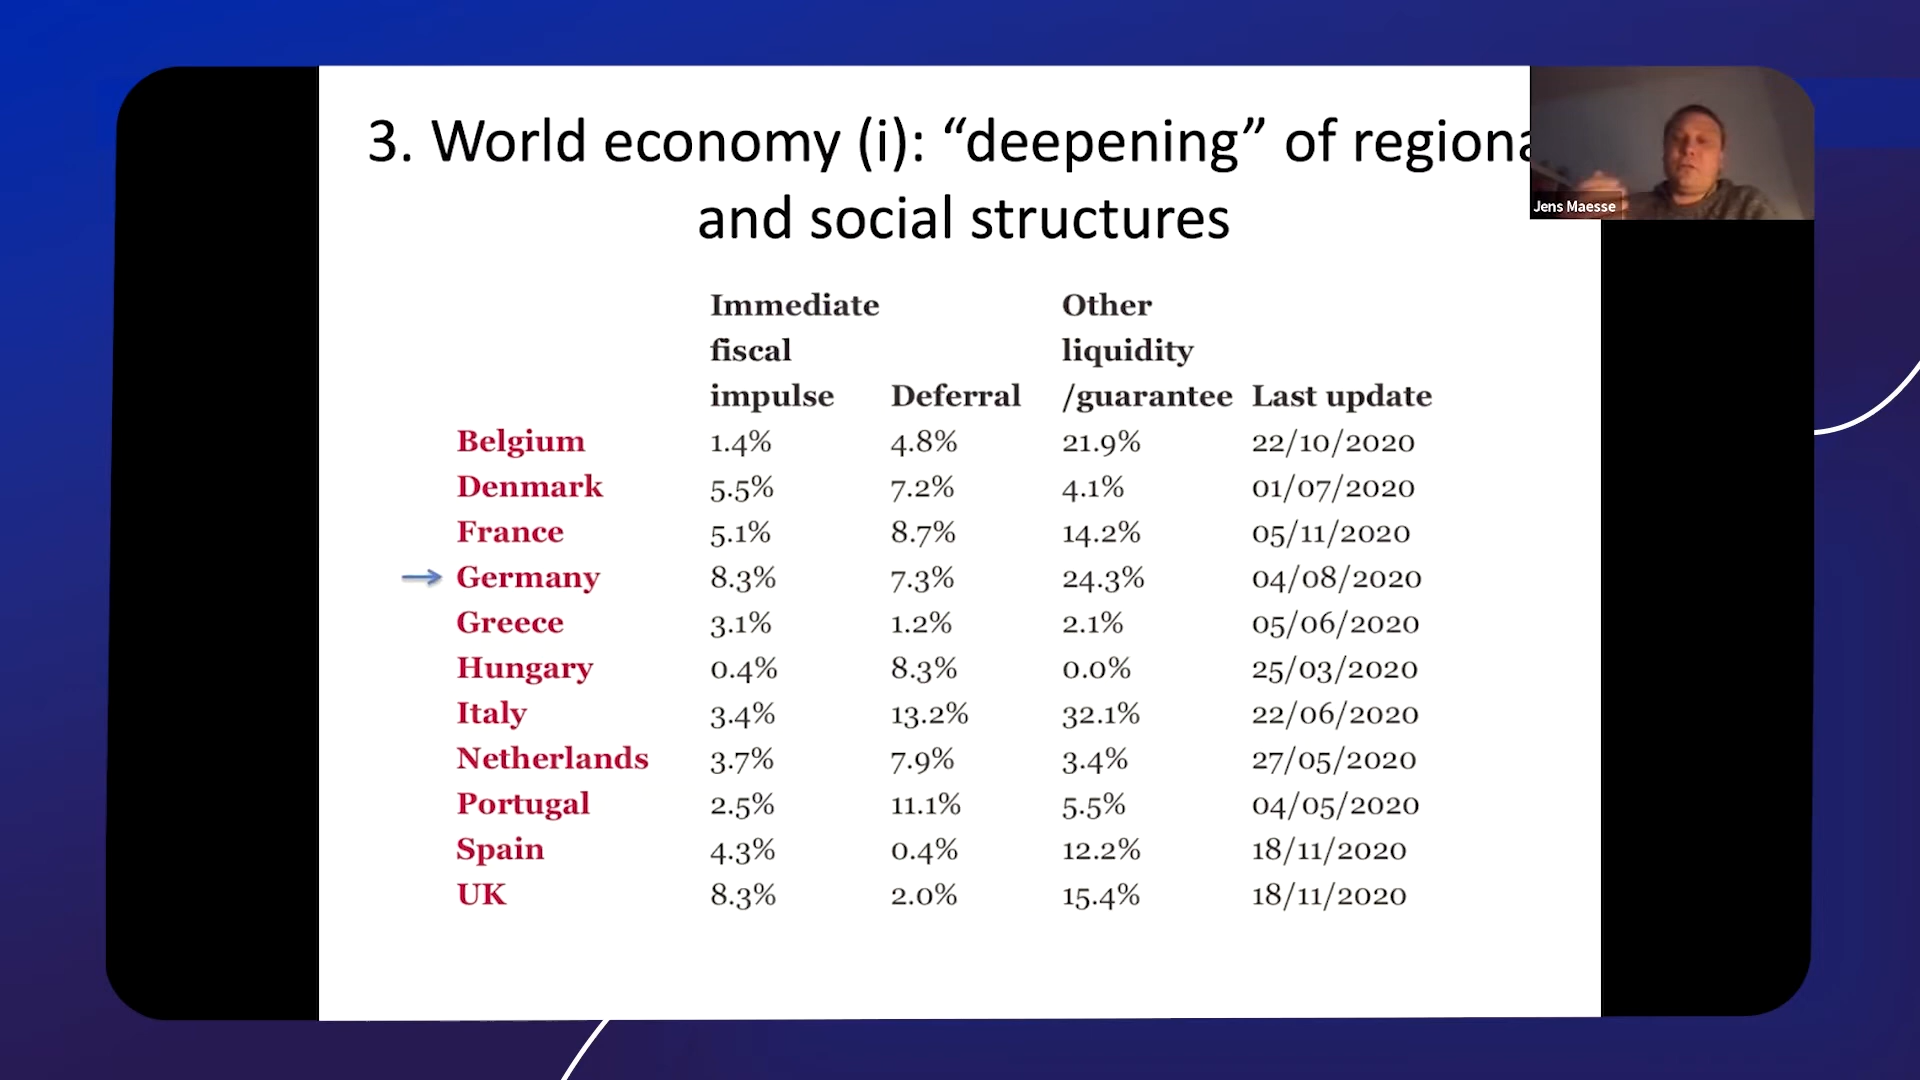 3. World economy (i): “deepening” of regiona
and social structures
Jens Maesse
Immediate Other
fiscal liquidity
impulse Deferral /guarantee Last update
Belgium 1.4% 4.8% 21.9% 22/10/2020
Denmark 5.5% 7.2% 4.1% 01/07/2020
France 5.1% 8.7% 14.2% 05/11/2020
Germany 8.3% 7.3% 24.3% 04/08/2020
Greece 3.1% 1.2% 2.1% 05/06/2020
Hungary 0.4% 8.3% 0.0% 25/03/2020
Italy 3.4% 13.2% 32.1% 22/06/2020
Netherlands 3.7% 7.9% 3.4% 27/05/2020
Portugal 2.5% 11.1% 5.5% 04/05/2020
Spain 4.3% 0.4% 12.2% 18/11/2020
UK 8.3% 2.0% 15.4% 18/11/2020